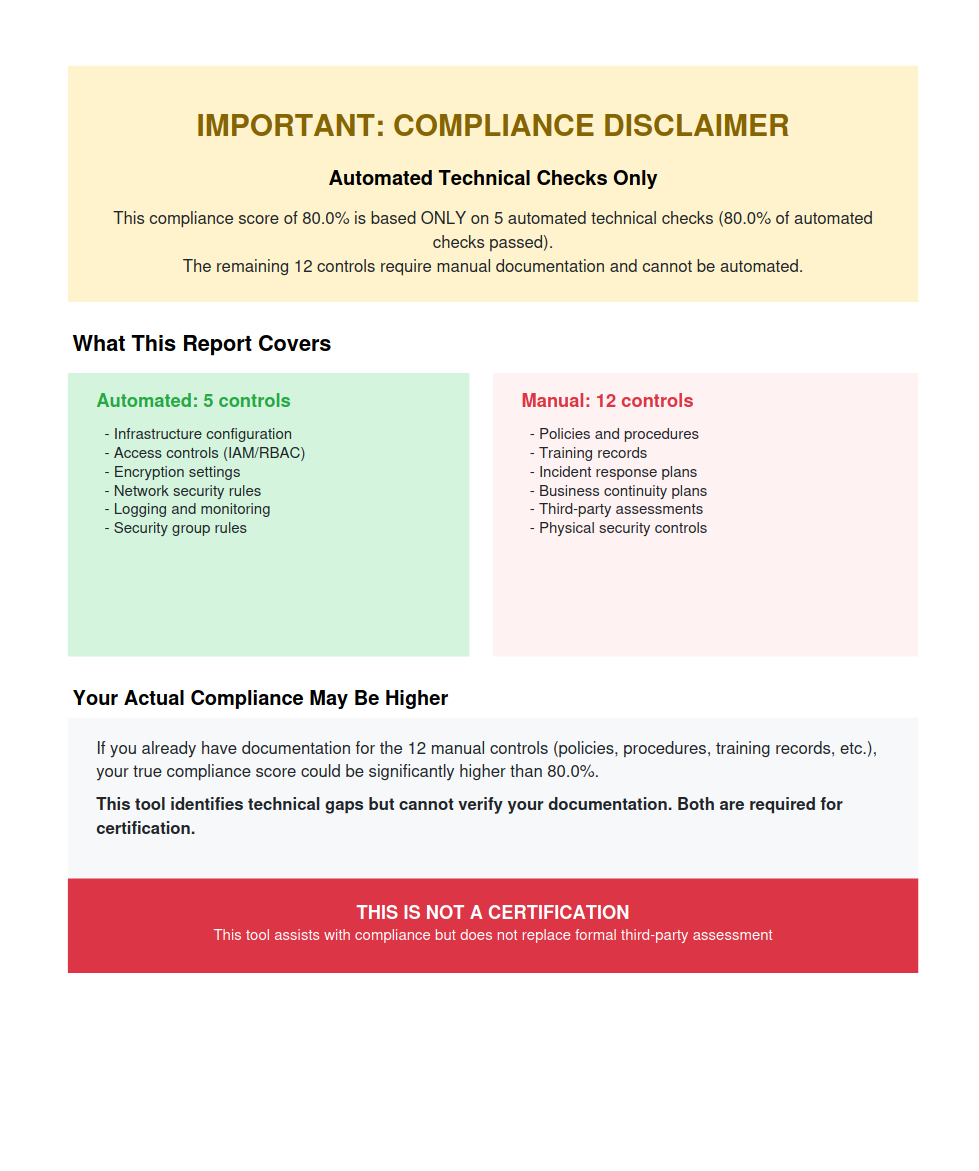 IMPORTANT: COMPLIANCE DISCLAIMER
Automated Technical Checks Only
This compliance score of 80.0% is based ONLY on 5 automated technical checks (80.0% of automated
checks passed).
The remaining 12 controls require manual documentation and cannot be automated.
What This Report Covers
Automated: 5 controls
- Infrastructure configuration
- Access controls (IAM/RBAC)
- Encryption settings
- Network security rules
- Logging and monitoring
- Security group rules
Manual: 12 controls
- Policies and procedures
- Training records
- Incident response plans
- Business continuity plans
- Third-party assessments
- Physical security controls
Your Actual Compliance May Be Higher
If you already have documentation for the 12 manual controls (policies, procedures, training records, etc.),
your true compliance score could be significantly higher than 80.0%.
This tool identifies technical gaps but cannot verify your documentation. Both are required for
certification.
THIS IS NOT A CERTIFICATION
This tool assists with compliance but does not replace formal third-party assessment